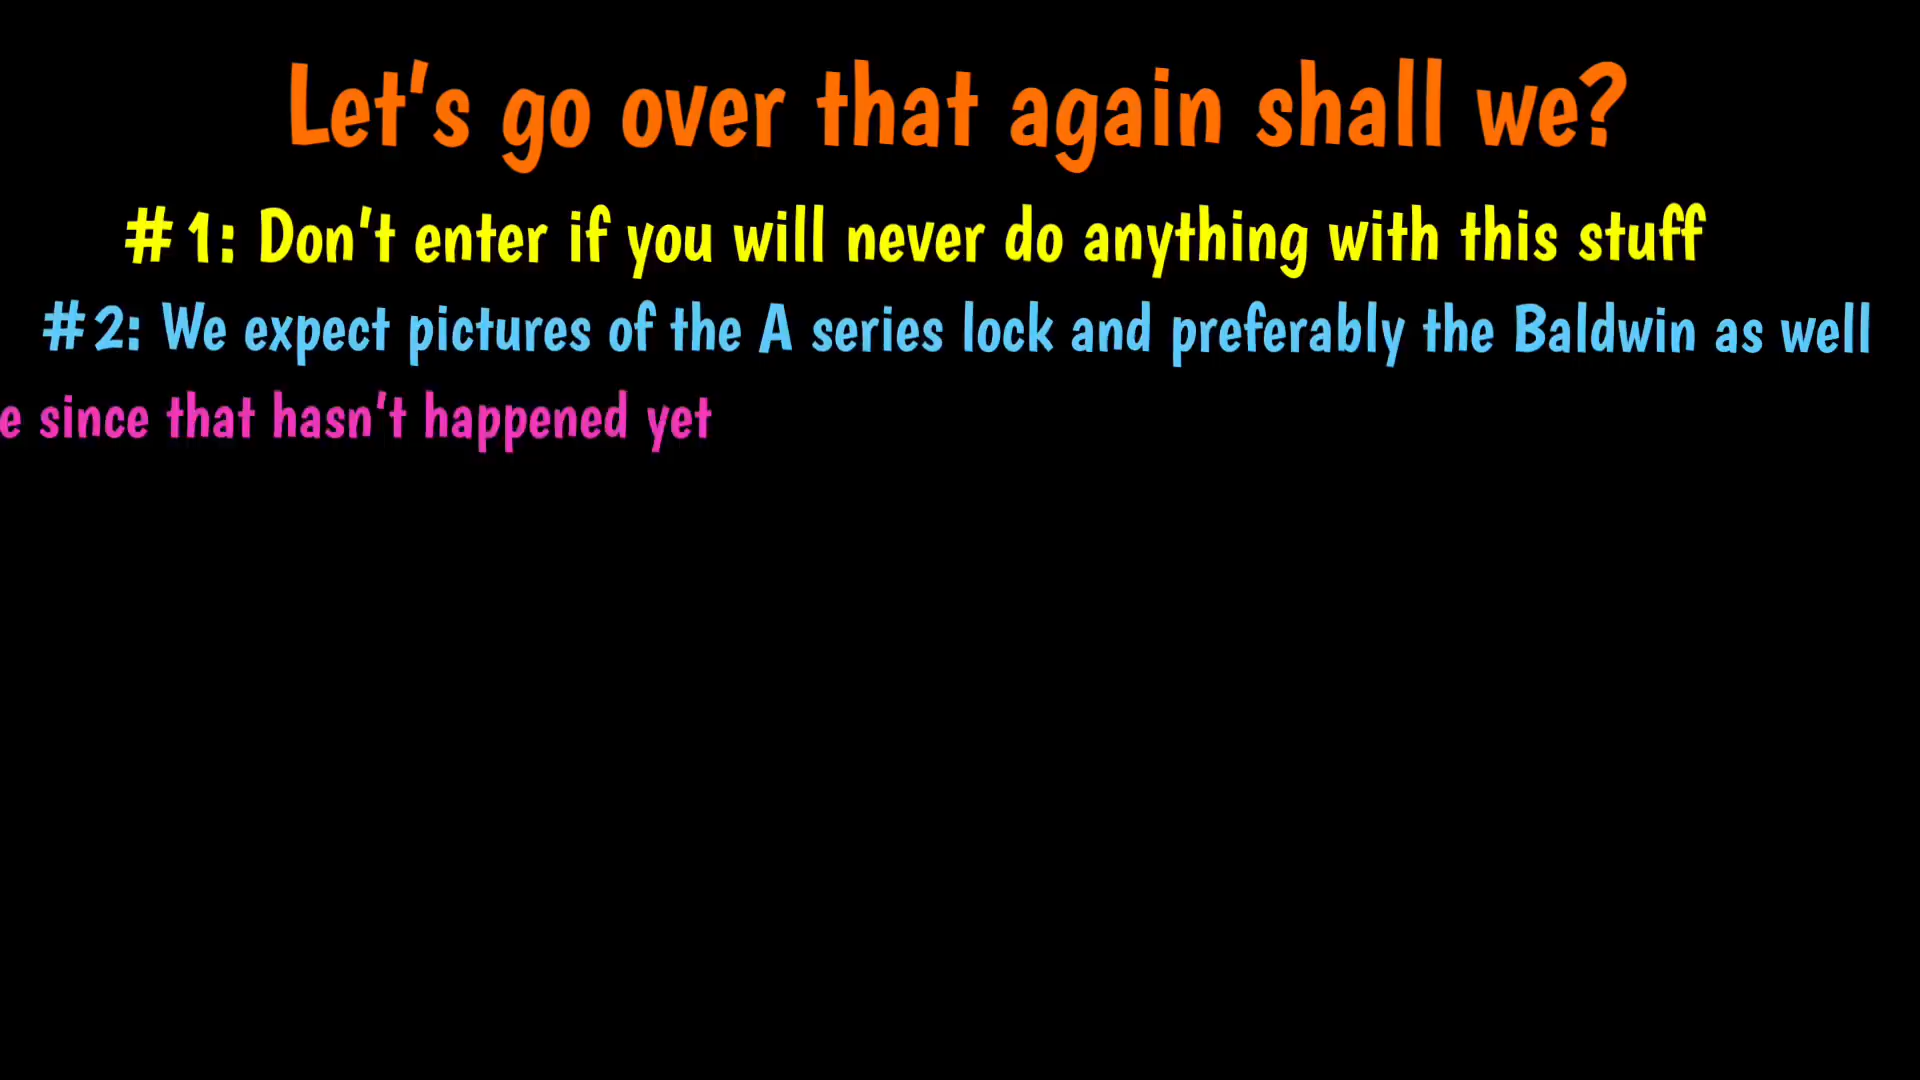 Let's go over that again shall we?
#1: Don't enter if you will never do anything with this stuff
#2: We expect pictures of the A series lock and preferably the Baldwin as well
e since that hasn't happened yet